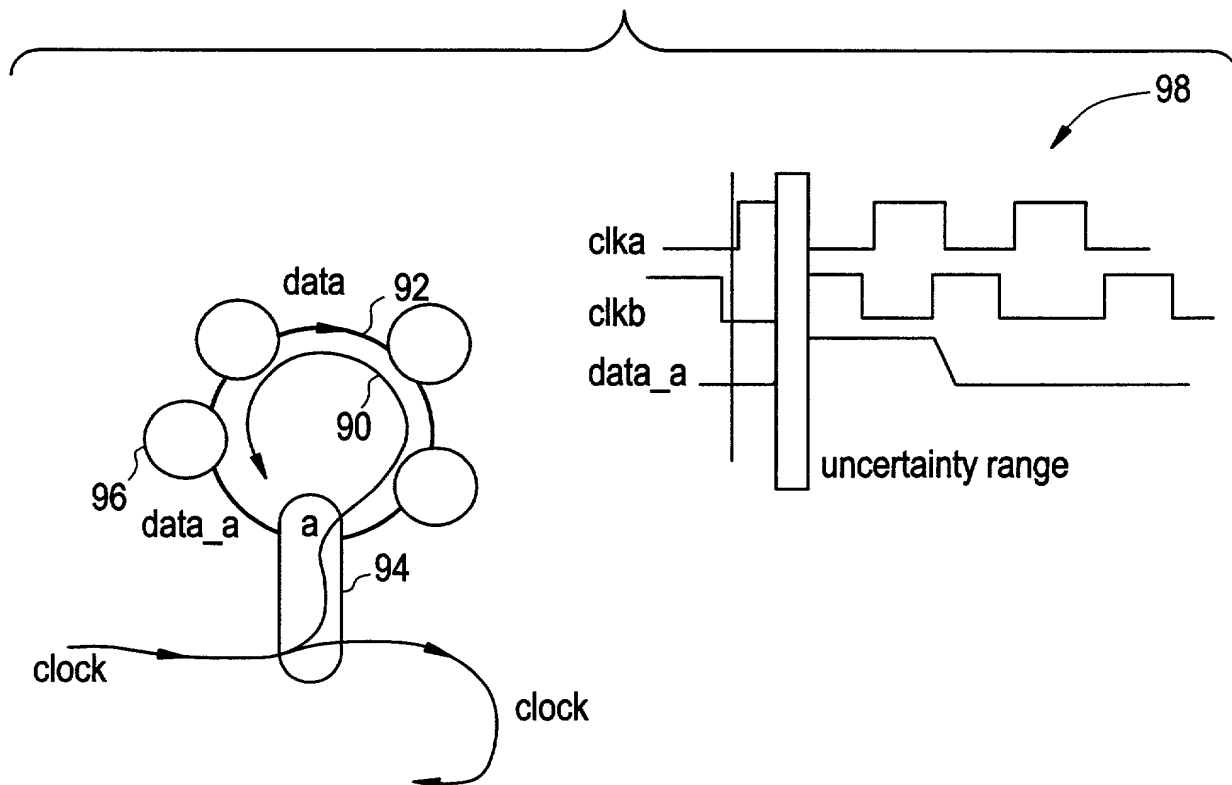 98
clka
clkb
data_a
uncertainty range
data
92
90
96
data_a
a
94
clock
clock